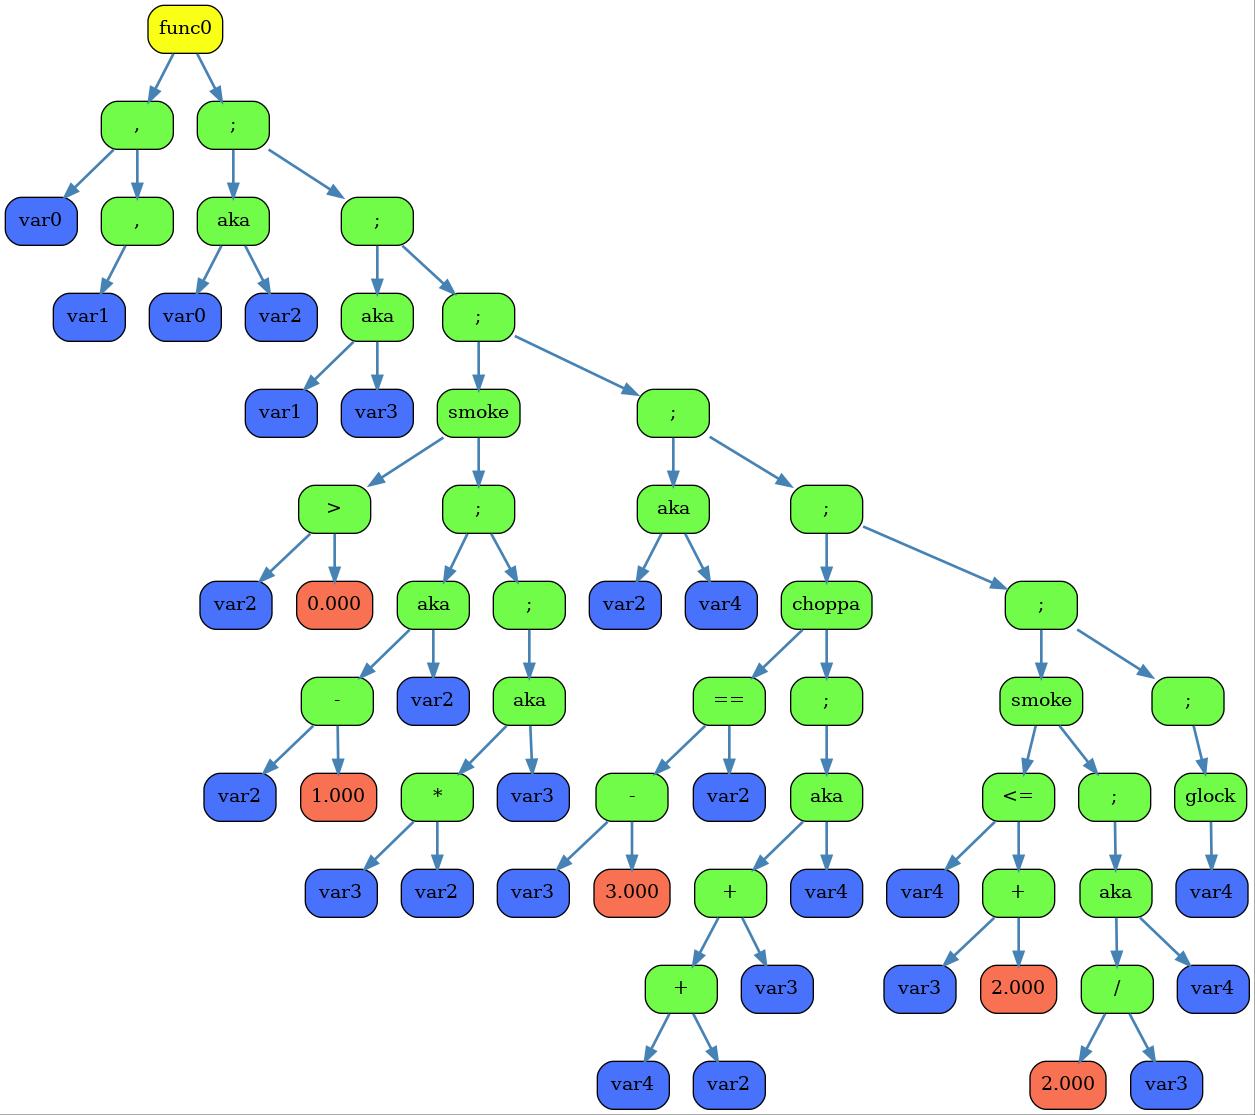 func0
, ;
var0 , aka ;
var1 var0 var2 aka ;
var1 var3 smoke ;
> ; aka ;
var2 0.000 aka ; var2 var4 choppa ;
- var2 aka == ; smoke ;
var2 1.000 * var3 - var2 aka <= ; glock
var3 var2 var3 3.000 + var4 var4 + aka var4
+ var3 var3 2.000 / var4
var4 var2 2.000 var3